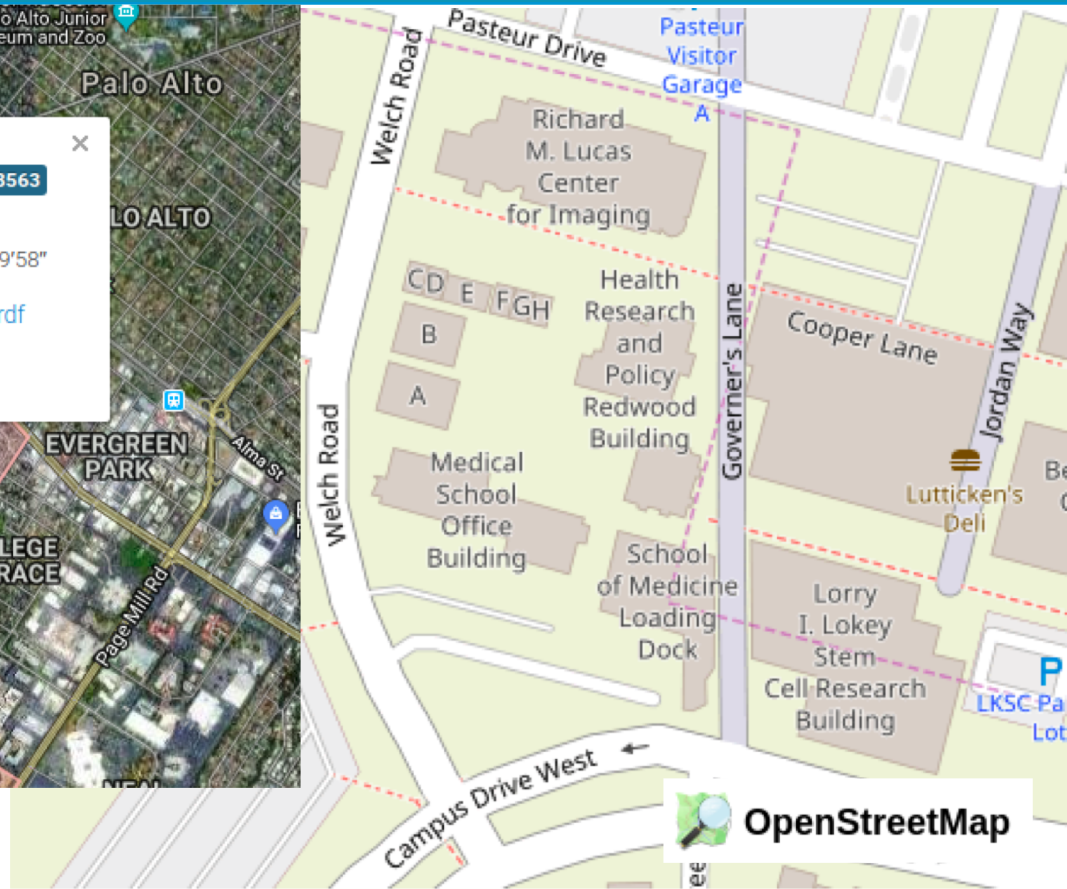 o Alto Junior
eum and Zoo
Palo Alto
3563
LO ALTO
9'58"
rdf
EVERGREEN
PARK
Alma St
LEGE
RACE
Page Mill Rd
Pasteur Drive
Pasteur
Visitor
Garage
A
Welch Road
Richard
M. Lucas
Center
for Imaging
C D E F G H
B
A
Health
Research
and
Policy
Redwood
Building
Governer's Lane
Cooper Lane
Jordan Way
Welch Road
Medical
School
Office
Building
Lutticken's
Deli
Be
School
of Medicine
Loading
Dock
Lorry
I. Lokey
Stem
Cell Research
Building
P
LKSC Pa
Lot
Campus Drive West
OpenStreetMap